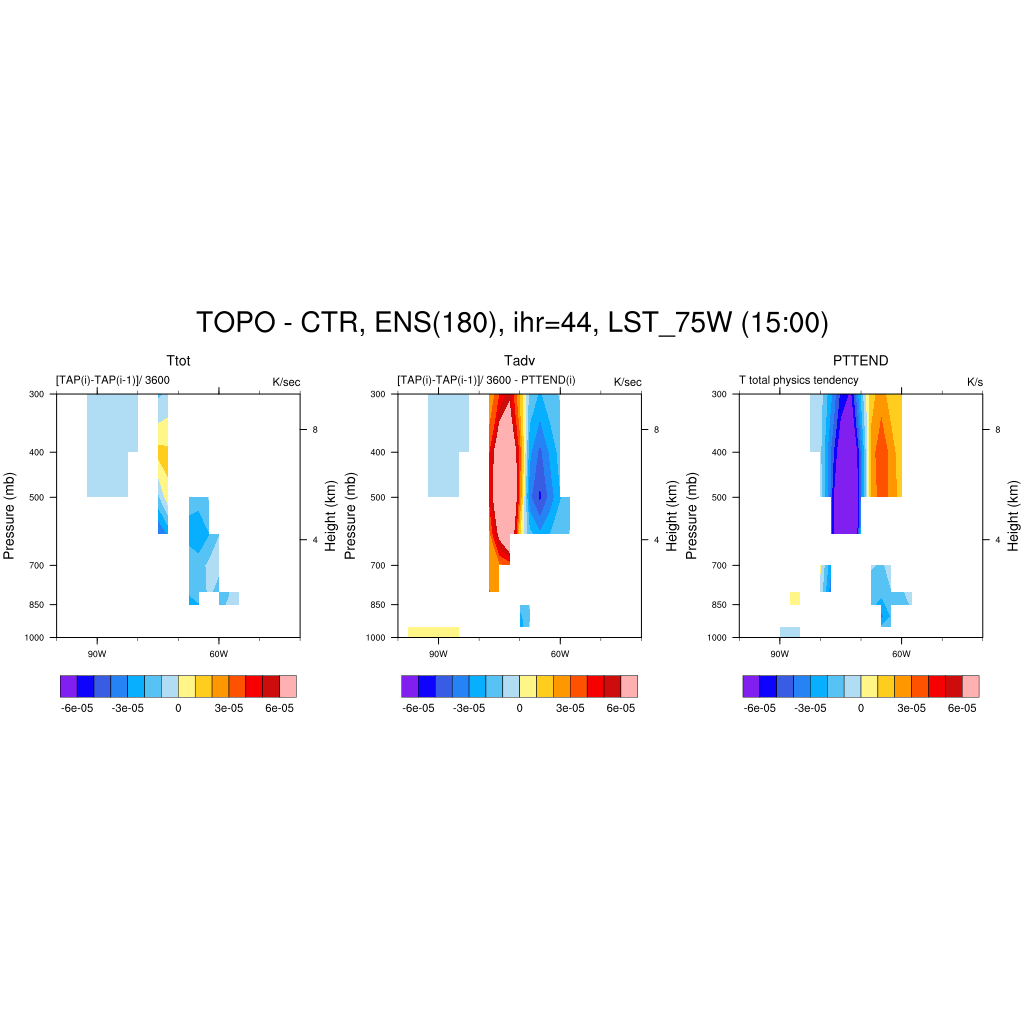 TOPO - CTR, ENS(180), ihr=44, LST_75W (15:00)
Ttot
[TAP(i)-TAP(i-1)]/ 3600
K/sec
300
400
500
700
850
1000
Pressure (mb)
8
4
Height (km)
90W
60W
-6e-05
-3e-05
0
3e-05
6e-05
Tadv
[TAP(i)-TAP(i-1)]/ 3600 - PTTEND(i)
K/sec
300
400
500
700
850
1000
Pressure (mb)
8
4
Height (km)
90W
60W
-6e-05
-3e-05
0
3e-05
6e-05
PTTEND
T total physics tendency
K/s
300
400
500
700
850
1000
Pressure (mb)
8
4
Height (km)
90W
60W
-6e-05
-3e-05
0
3e-05
6e-05